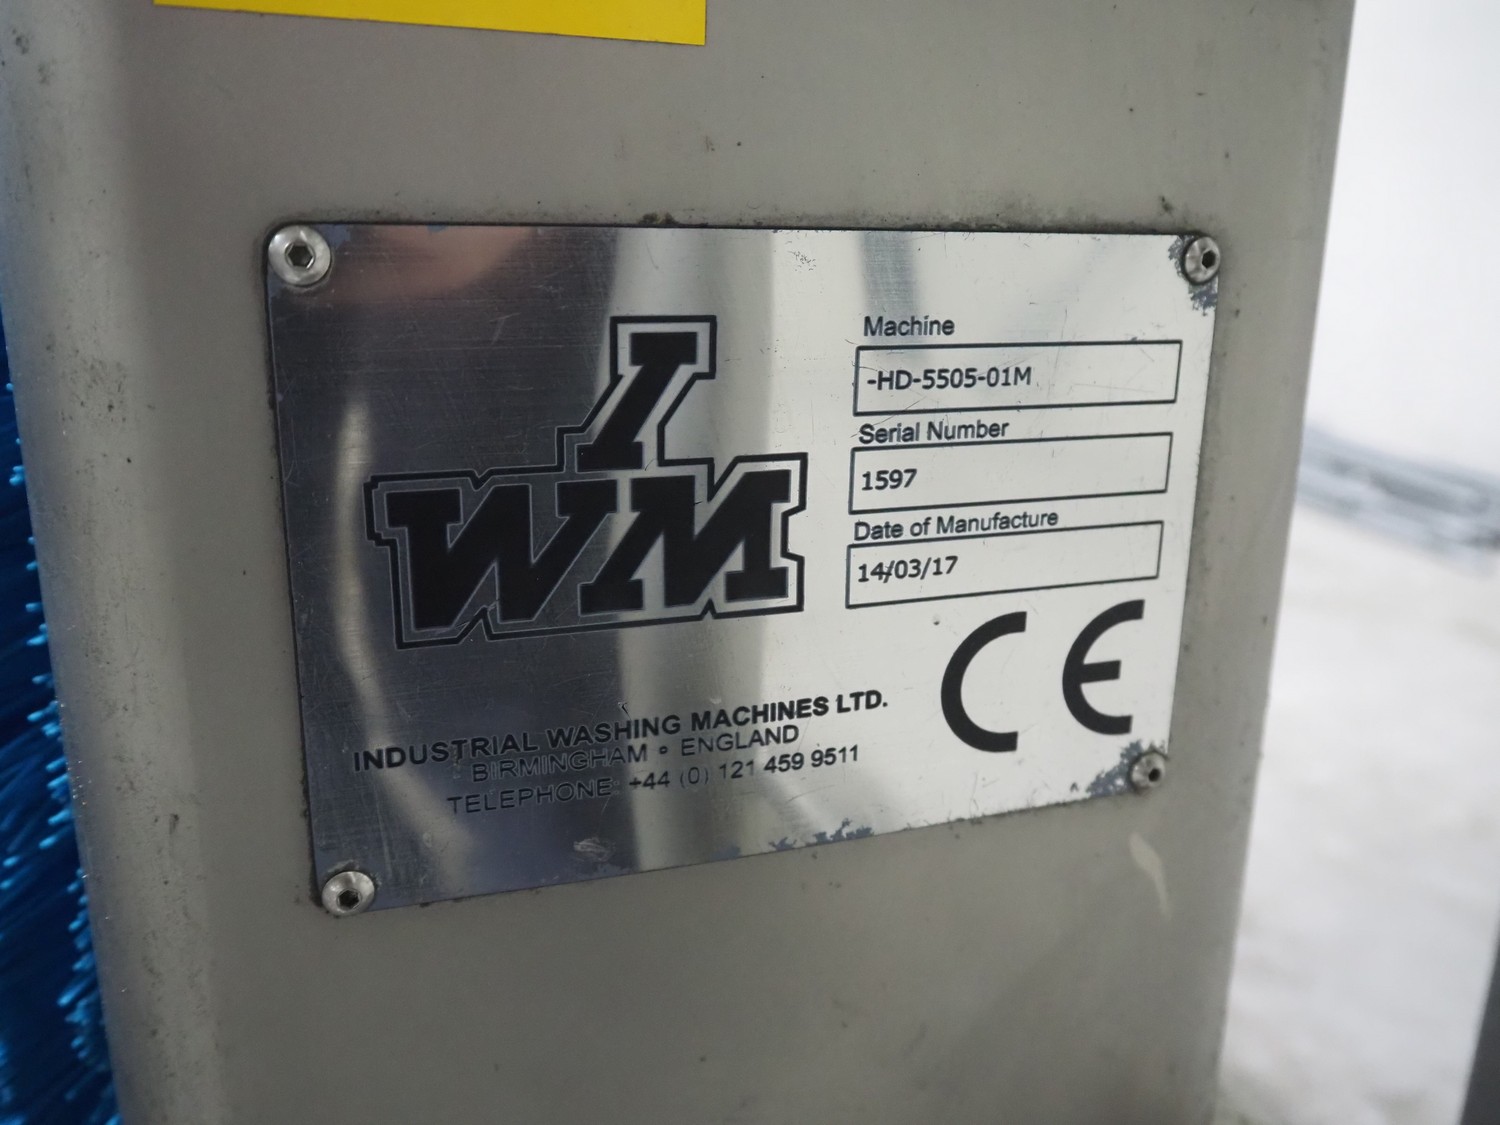 I
WM
Machine
-HD-5505-01M
Serial Number
1597
Date of Manufacture
14/03/17
CE
INDUSTRIAL WASHING MACHINES LTD.
BIRMINGHAM • ENGLAND
TELEPHONE: +44 (0) 121 459 9511